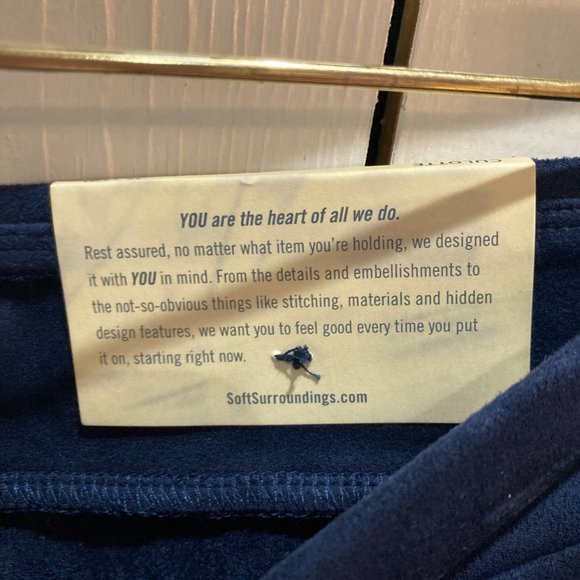 CULOTTE
YOU are the heart of all we do.
Rest assured, no matter what item you're holding, we designed
it with YOU in mind. From the details and embellishments to
the not-so-obvious things like stitching, materials and hidden
design features, we want you to feel good every time you put
it on, starting right now.
SoftSurroundings.com